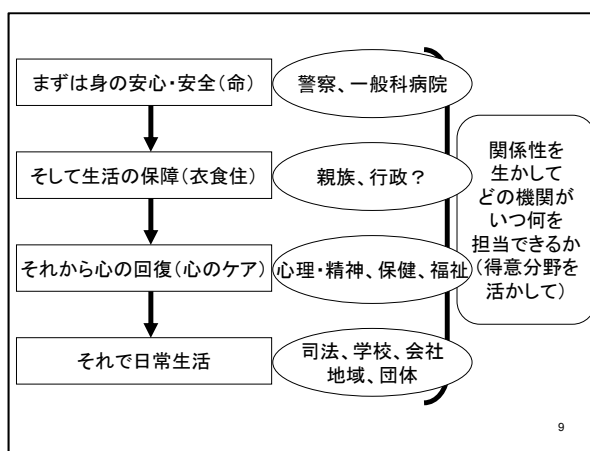 まずは身の安心・安全(命)
警察、一般科病院
そして生活の保障(衣食住)
親族、行政？
それから心の回復(心のケア)
心理・精神、保健、福祉
それで日常生活
司法、学校、会社
地域、団体
関係性を
生かして
どの機関が
いつ何を
担当できるか
(得意分野を
活かして)
9